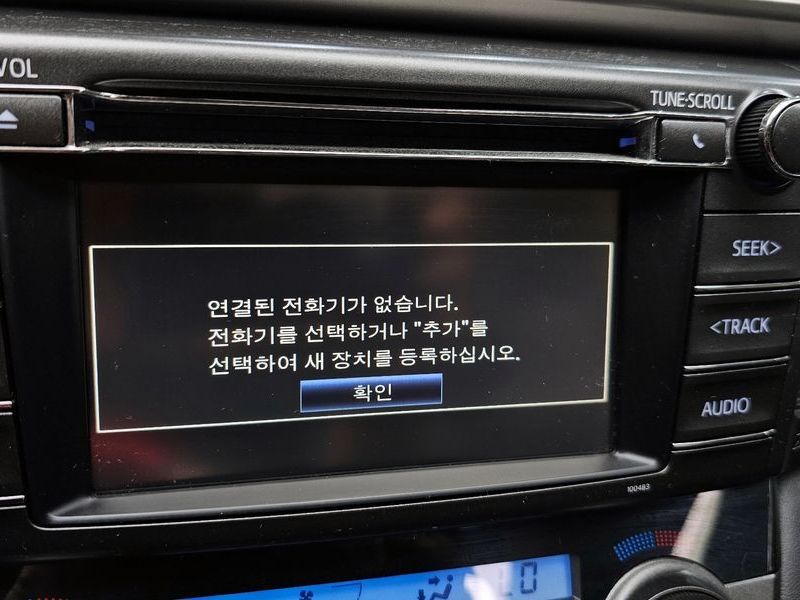 VOL
TUNE·SCROLL
SEEK>
<TRACK
AUDIO
연결된 전화기가 없습니다.
전화기를 선택하거나 "추가"를
선택하여 새 장치를 등록하십시오.
확인
100483